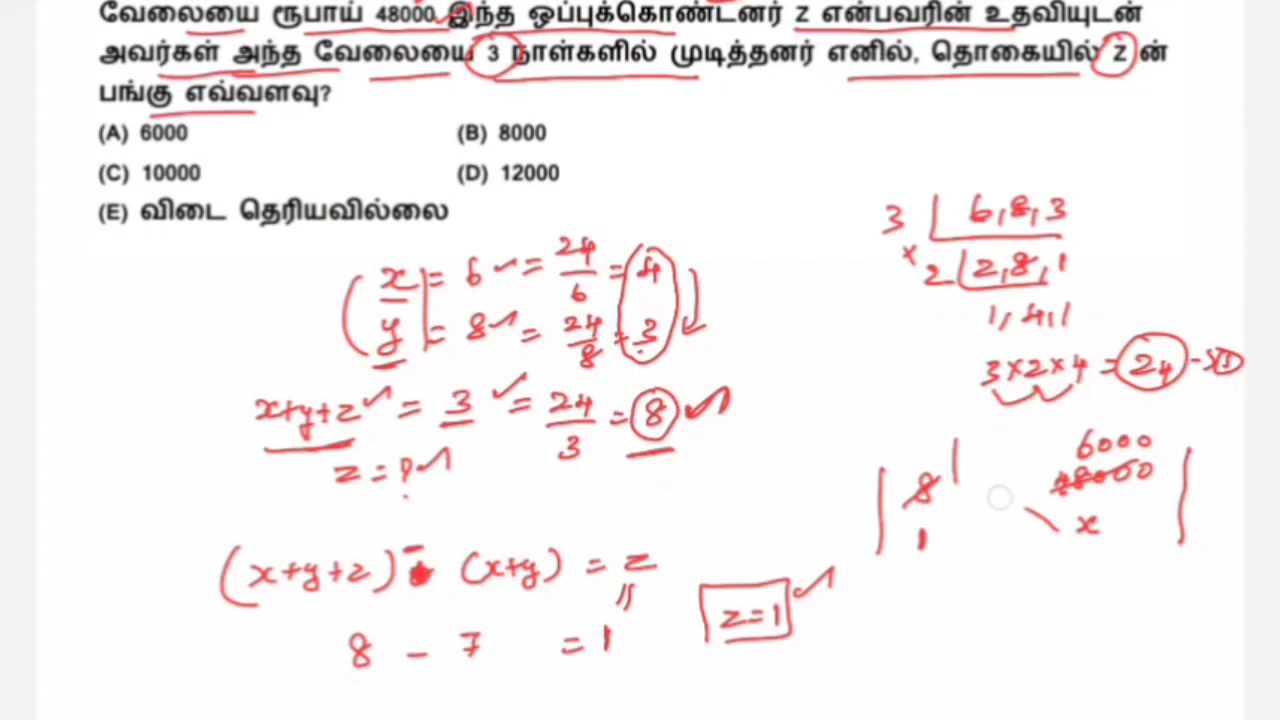 வேலையை ரூபாய் 48000 இந்த ஒப்புக்கொண்டனர் Z என்பவரின் உதவியுடன்
அவர்கள் அந்த வேலையை 3 நாள்களில் முடித்தனர் எனில், தொகையில் Z ன்
பங்கு எவ்வளவு?
(A) 6000 (B) 8000
(C) 10000 (D) 12000
(E) விடை தெரியவில்லை
x = 6 = 24/6 = 4
y = 8 = 24/8 = 3
x+y+z = 3 = 24/3 = 8
z = ?
(x+y+z) - (x+y) = z
8 - 7 = 1
z=1
3 | 6,8,3
× 2 | 2,8,1
1,4,1
3×2×4 = 24
8 6000
48000
1 x